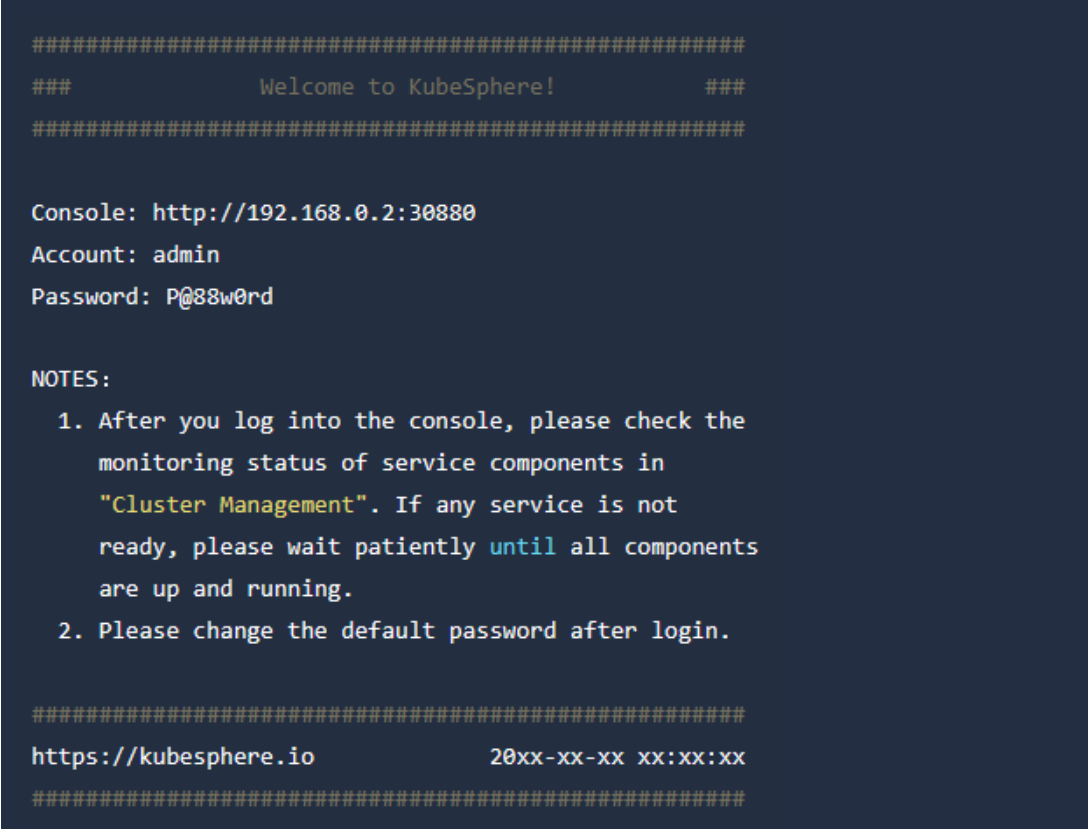 #####################################################
###              Welcome to KubeSphere!           ###
#####################################################
Console: http://192.168.0.2:30880
Account: admin
Password: P@88w0rd
NOTES:
  1. After you log into the console, please check the
     monitoring status of service components in
     "Cluster Management". If any service is not
     ready, please wait patiently until all components
     are up and running.
  2. Please change the default password after login.
#####################################################
https://kubesphere.io             20xx-xx-xx xx:xx:xx
#####################################################